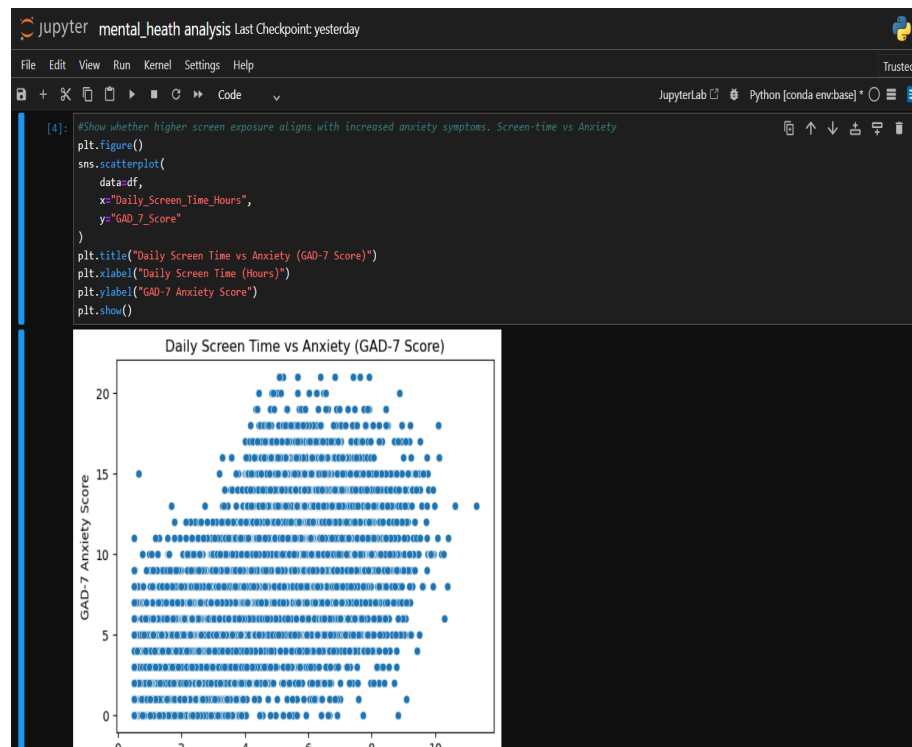 jupyter mental_heath analysis Last Checkpoint: yesterday
File Edit View Run Kernel Settings Help
Trusted
Code JupyterLab Python [conda env:base] *
[4]: #Show whether higher screen exposure aligns with increased anxiety symptoms. Screen-time vs Anxiety
plt.figure()
sns.scatterplot(
    data=df,
    x="Daily_Screen_Time_Hours",
    y="GAD_7_Score"
)
plt.title("Daily Screen Time vs Anxiety (GAD-7 Score)")
plt.xlabel("Daily Screen Time (Hours)")
plt.ylabel("GAD-7 Anxiety Score")
plt.show()
Daily Screen Time vs Anxiety (GAD-7 Score)
GAD-7 Anxiety Score
20
15
10
5
0
0 2 4 6 8 10